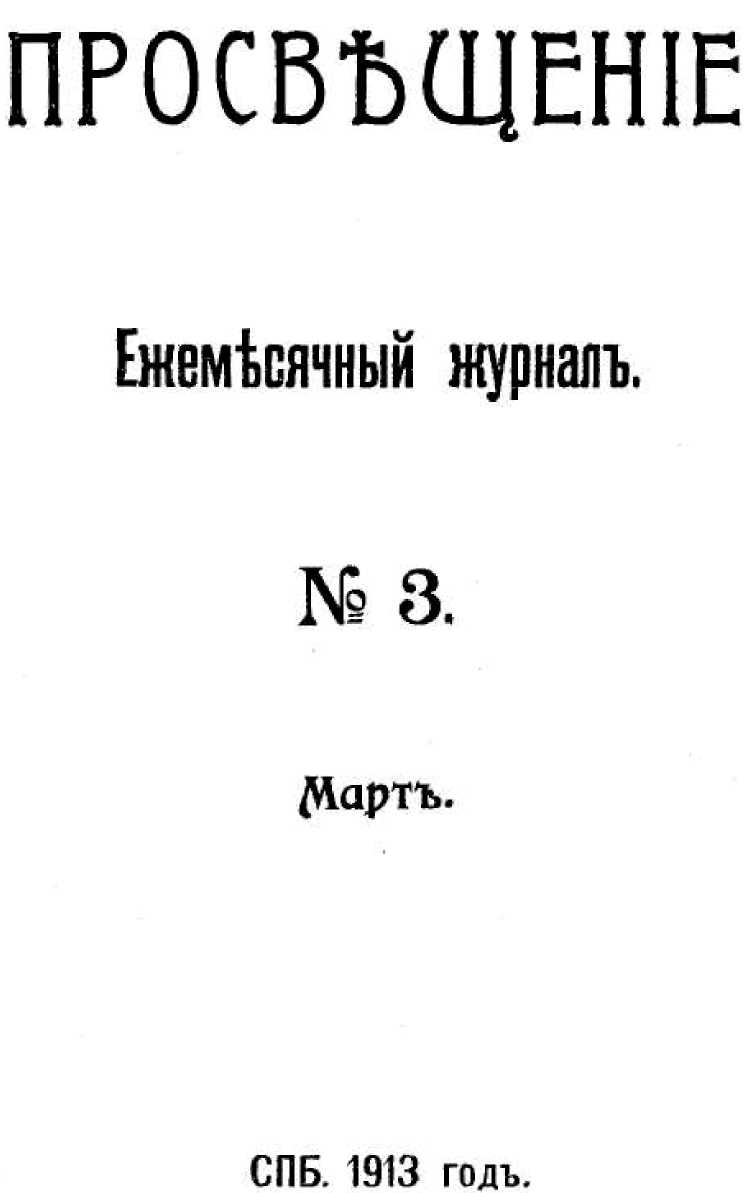 ПРОСВѢЩЕНІЕ
Ежемѣсячный журналъ.
№ 3.
Мартъ.
СПБ. 1913 годъ.